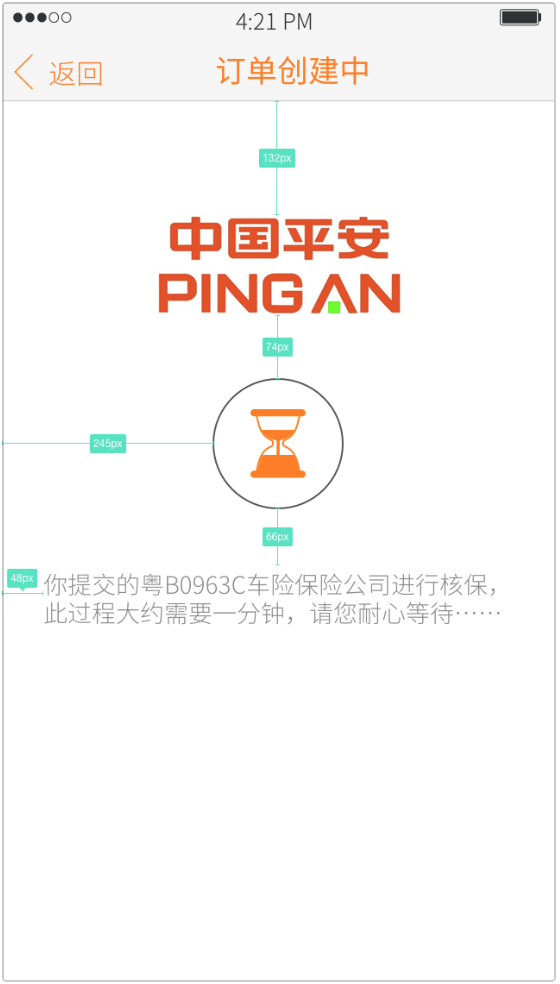 4:21 PM
返回
订单创建中
132px
中国平安
PING AN
74px
245px
66px
48px
你提交的粤B0963C车险保险公司进行核保，
此过程大约需要一分钟，请您耐心等待……